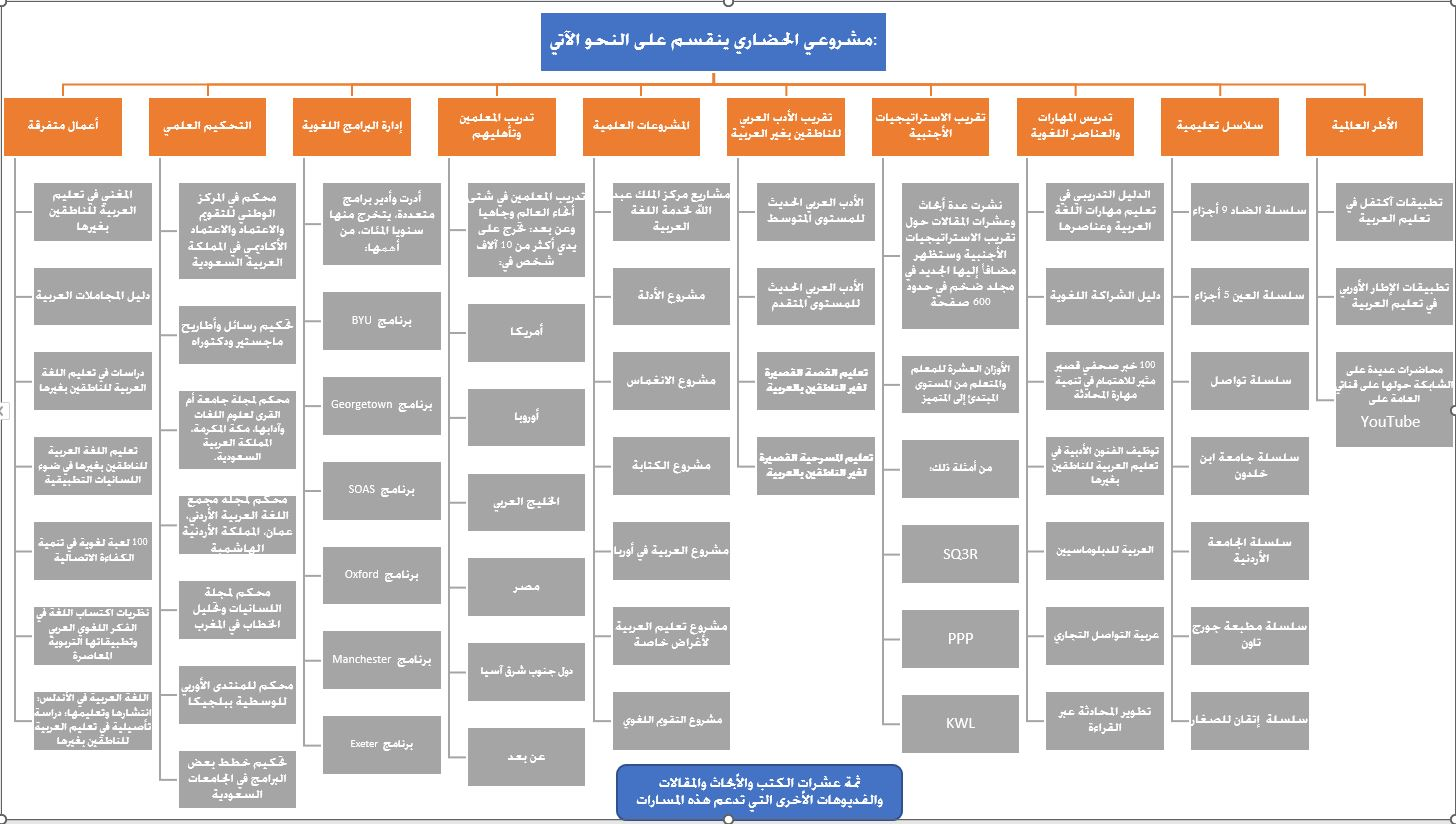 مشروعي الحضاري ينقسم على النحو الآتي:
الأطر العالمية
تطبيقات أكتفل في
تعليم العربية
تطبيقات الإطار الأوربي
في تعليم العربية
محاضرات عديدة على
الشابكة حولها على قناتي
العامة على
YouTube
سلاسل تعليمية
سلسلة الضاد 9 أجزاء
سلسلة العين 5 أجزاء
سلسلة تواصل
سلسلة جامعة ابن
خلدون
سلسلة الجامعة
الأردنية
سلسلة مطبعة جورج
تاون
سلسلة إتقان للصغار
تدريس المهارات
والعناصر اللغوية
الدليل التدريبي في
تعليم مهارات اللغة
العربية وعناصرها
دليل الشراكة اللغوية
100 خبر صحفي قصير
مثير للاهتمام في تنمية
مهارة المحادثة
توظيف الفنون الأدبية في
تعليم العربية للناطقين
بغيرها
العربية للدبلوماسيين
عربية التواصل التجاري
تطوير المحادثة عبر
القراءة
تقريب الاستراتيجيات
الأجنبية
نشرت عدة أبحاث
وعشرات المقالات حول
تقريب الاستراتيجيات
الأجنبية وستظهر
مضافاً إليها الجديد في
مجلد ضخم في حدود
600 صفحة
الأوزان العشرة للمعلم
والمتعلم من المستوى
المبتدئ إلى المتميز
من أمثلة ذلك:
SQ3R
PPP
KWL
تقريب الأدب العربي
للناطقين بغير العربية
الأدب العربي الحديث
للمستوى المتوسط
الأدب العربي الحديث
للمستوى المتقدم
تعليم القصة القصيرة
لغير الناطقين بالعربية
تعليم المسرحية القصيرة
لغير الناطقين بالعربية
المشروعات العلمية
مشاريع مركز الملك عبد
الله لخدمة اللغة
العربية
مشروع الأدلة
مشروع الانغماس
مشروع الكتابة
مشروع العربية في أوربا
مشروع تعليم العربية
لأغراض خاصة
مشروع التقويم اللغوي
تدريب المعلمين
وتأهيلهم
تدريب المعلمين في شتى
أنحاء العالم وجاهيا
وعن بعد: تخرج على
يدي أكثر من 10 آلاف
شخص في:
أمريكا
أوروبا
الخليج العربي
مصر
دول جنوب شرق آسيا
عن بعد
إدارة البرامج اللغوية
أدرت وأدير برامج
متعددة، يتخرج منها
سنويا المئات، من
أهمها:
برنامج BYU
برنامج Georgetown
برنامج SOAS
برنامج Oxford
برنامج Manchester
برنامج Exeter
التحكيم العلمي
محكم في المركز
الوطني للتقويم
والاعتماد والاعتماد
الأكاديمي في المملكة
العربية السعودية
تحكيم رسائل وأطاريح
ماجستير ودكتوراه
محكم لمجلة جامعة أم
القرى لعلوم اللغات
وآدابها، مكة المكرمة،
المملكة العربية
السعودية.
محكم لمجلة مجمع
اللغة العربية الأردني،
عمان، المملكة الأردنية
الهاشمية
محكم لمجلة
اللسانيات وتحليل
الخطاب في المغرب
محكم للمنتدى الأوربي
للوسطية ببلجيكا
تحكيم خطط بعض
البرامج في الجامعات
السعودية
أعمال متفرقة
المغني في تعليم
العربية للناطقين
بغيرها
دليل المجاملات العربية
دراسات في تعليم اللغة
العربية للناطقين بغيرها
تعليم اللغة العربية
للناطقين بغيرها في ضوء
اللسانيات التطبيقية
100 لعبة لغوية في تنمية
الكفاءة الاتصالية
نظريات اكتساب اللغة في
الفكر اللغوي العربي
وتطبيقاتها التربوية
المعاصرة
اللغة العربية في الأندلس:
انتشارها وتعليمها: دراسة
تأصيلية في تعليم العربية
للناطقين بغيرها
ثمة عشرات الكتب والأبحاث والمقالات
والفديوهات الأخرى التي تدعم هذه المسارات